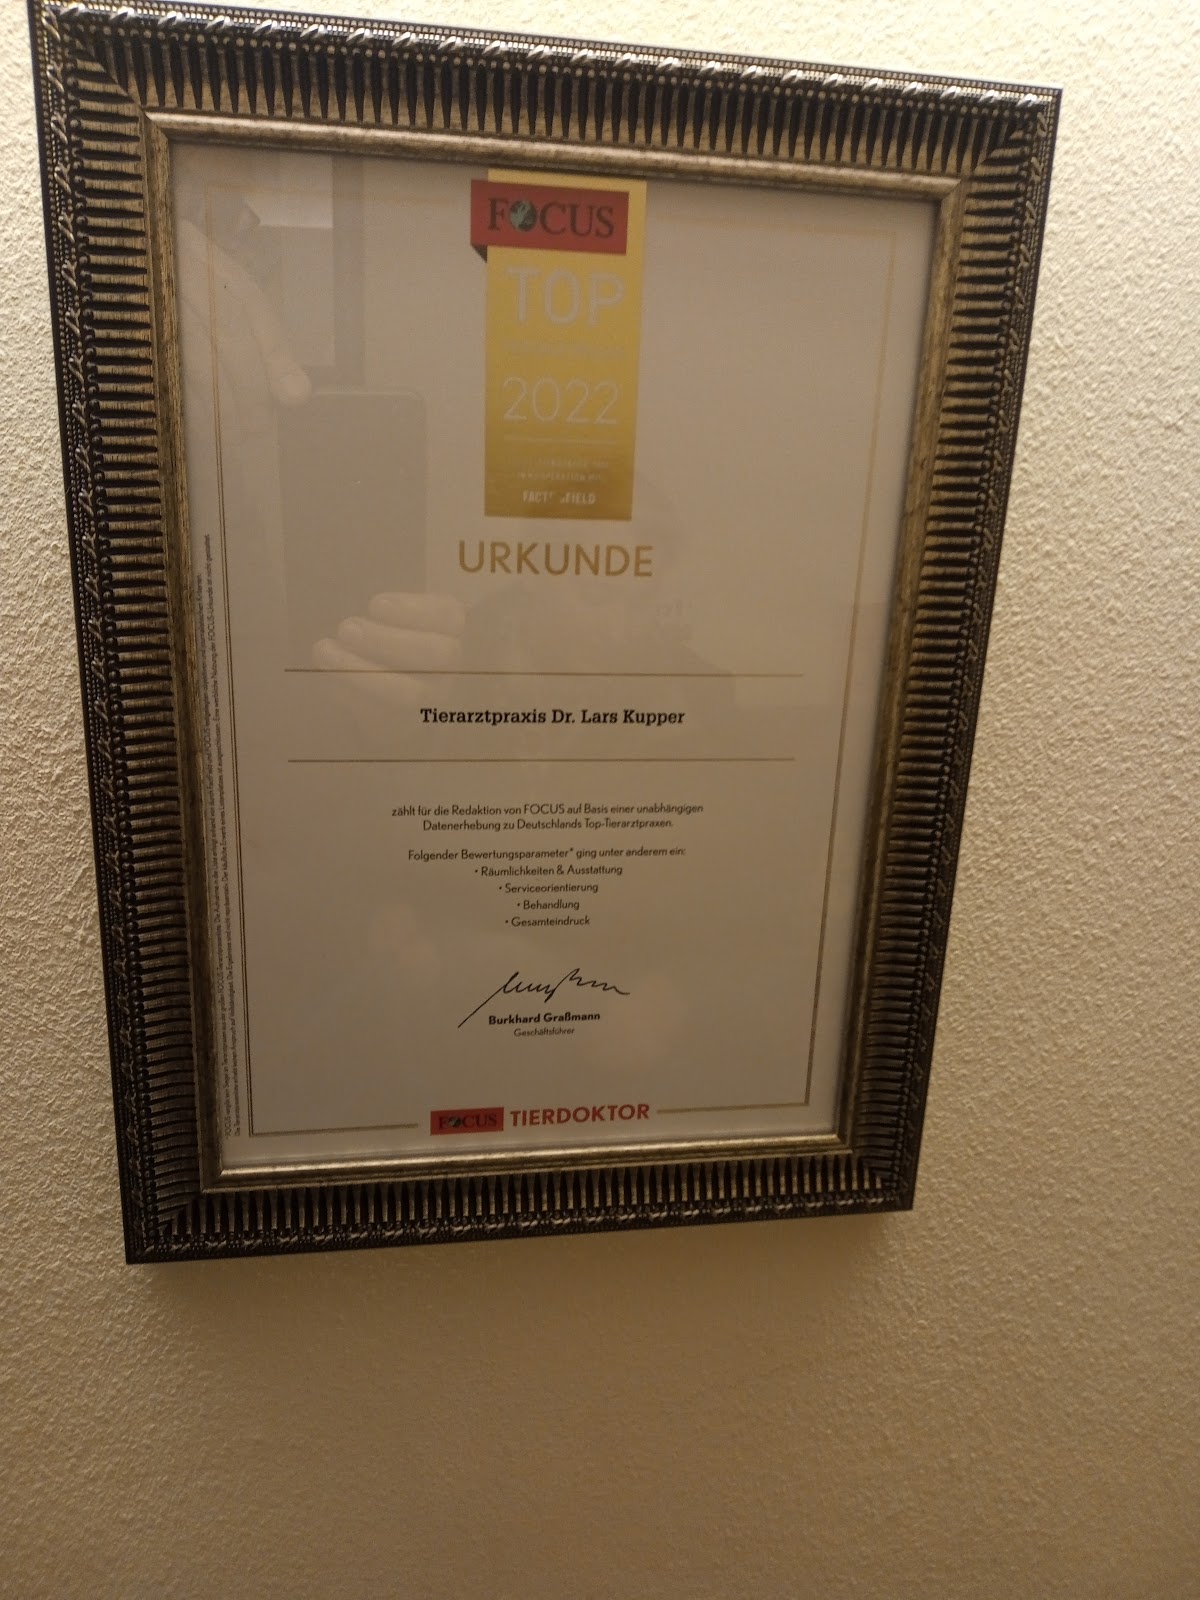 FOCUS
TOP
2022
FIELD
URKUNDE
Tierarztpraxis Dr. Lars Kupper
zählt für die Redaktion von FOCUS auf Basis einer unabhängigen
Datenerhebung zu Deutschlands Top-Tierarztpraxen.
Folgender Bewertungsparameter* ging unter anderem ein:
• Räumlichkeiten & Ausstattung
• Serviceorientierung
• Behandlung
• Gesamteindruck
Burkhard Graßmann
Geschäftsführer
FOCUS TIERDOKTOR